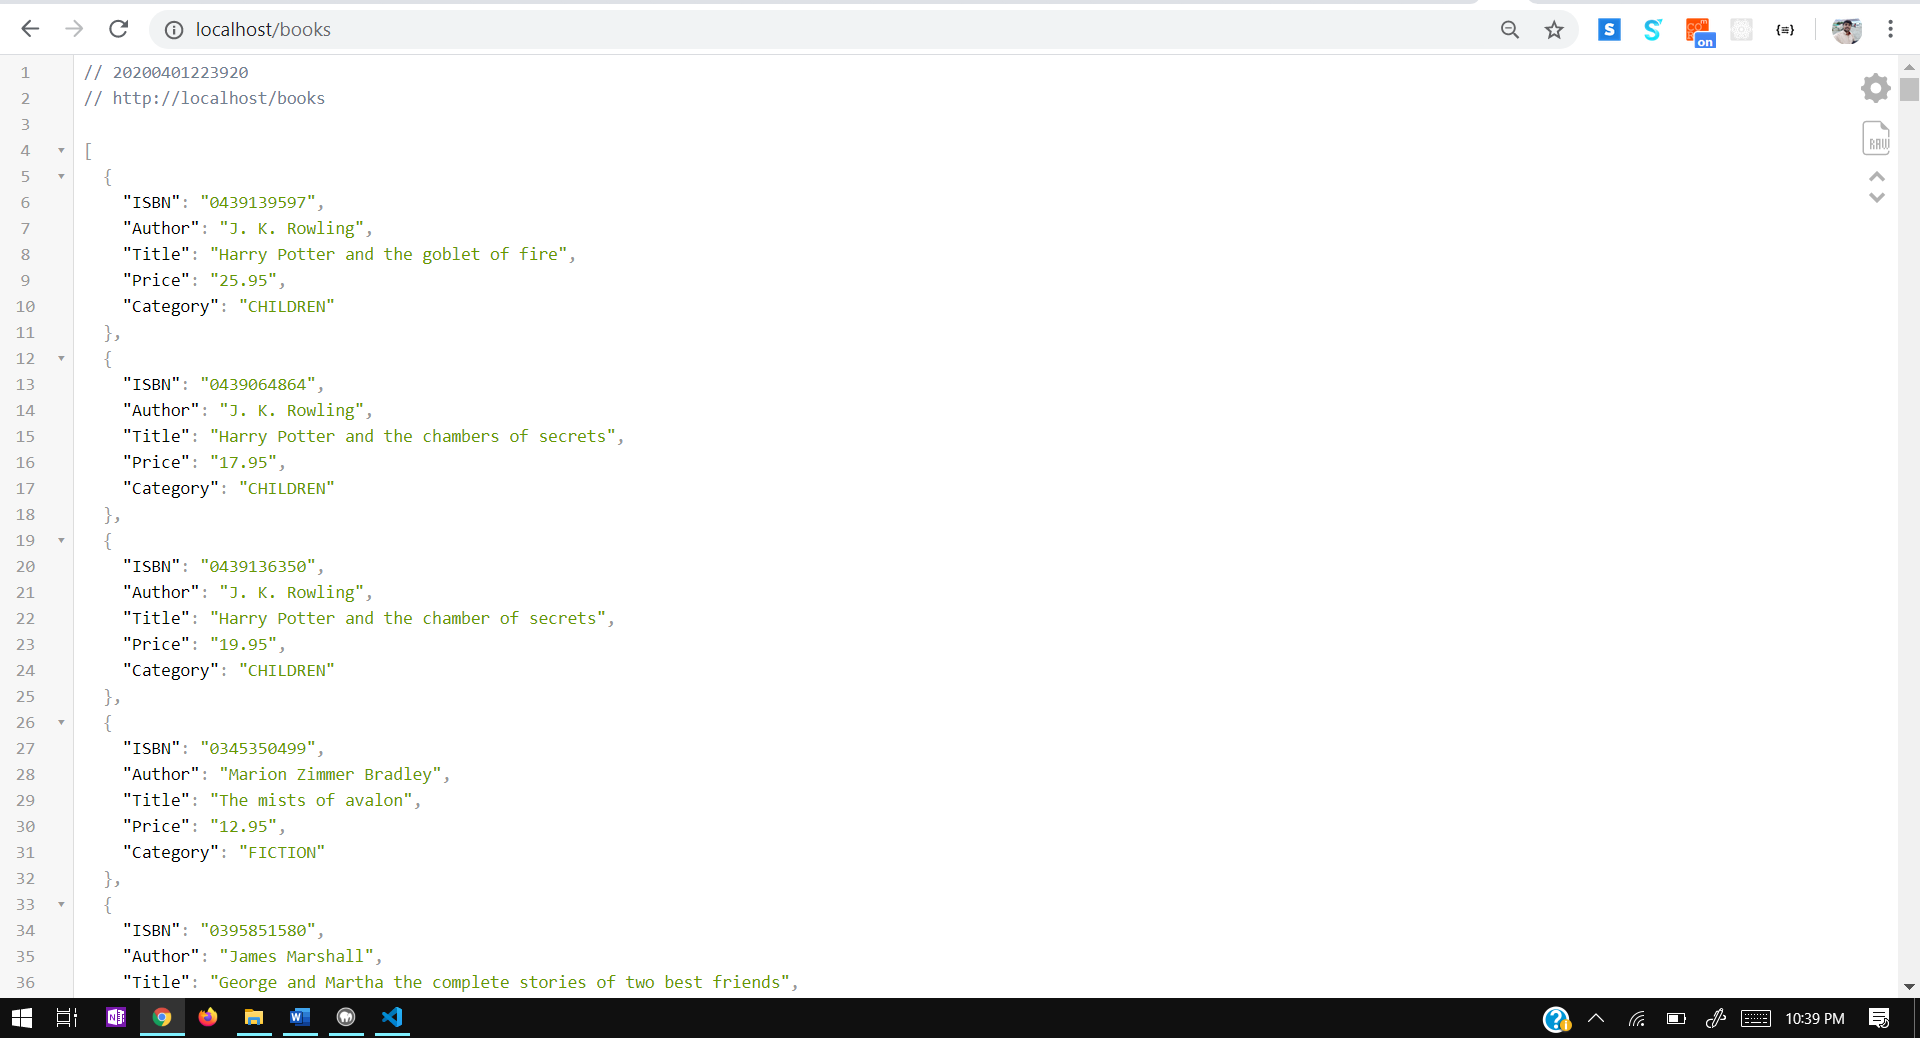 localhost/books
on
1 // 20200401223920
2 // http://localhost/books
3
4 [
5 {
6 "ISBN": "0439139597",
7 "Author": "J. K. Rowling",
8 "Title": "Harry Potter and the goblet of fire",
9 "Price": "25.95",
10 "Category": "CHILDREN"
11 },
12 {
13 "ISBN": "0439064864",
14 "Author": "J. K. Rowling",
15 "Title": "Harry Potter and the chambers of secrets",
16 "Price": "17.95",
17 "Category": "CHILDREN"
18 },
19 {
20 "ISBN": "0439136350",
21 "Author": "J. K. Rowling",
22 "Title": "Harry Potter and the chamber of secrets",
23 "Price": "19.95",
24 "Category": "CHILDREN"
25 },
26 {
27 "ISBN": "0345350499",
28 "Author": "Marion Zimmer Bradley",
29 "Title": "The mists of avalon",
30 "Price": "12.95",
31 "Category": "FICTION"
32 },
33 {
34 "ISBN": "0395851580",
35 "Author": "James Marshall",
36 "Title": "George and Martha the complete stories of two best friends",
RAW
10:39 PM